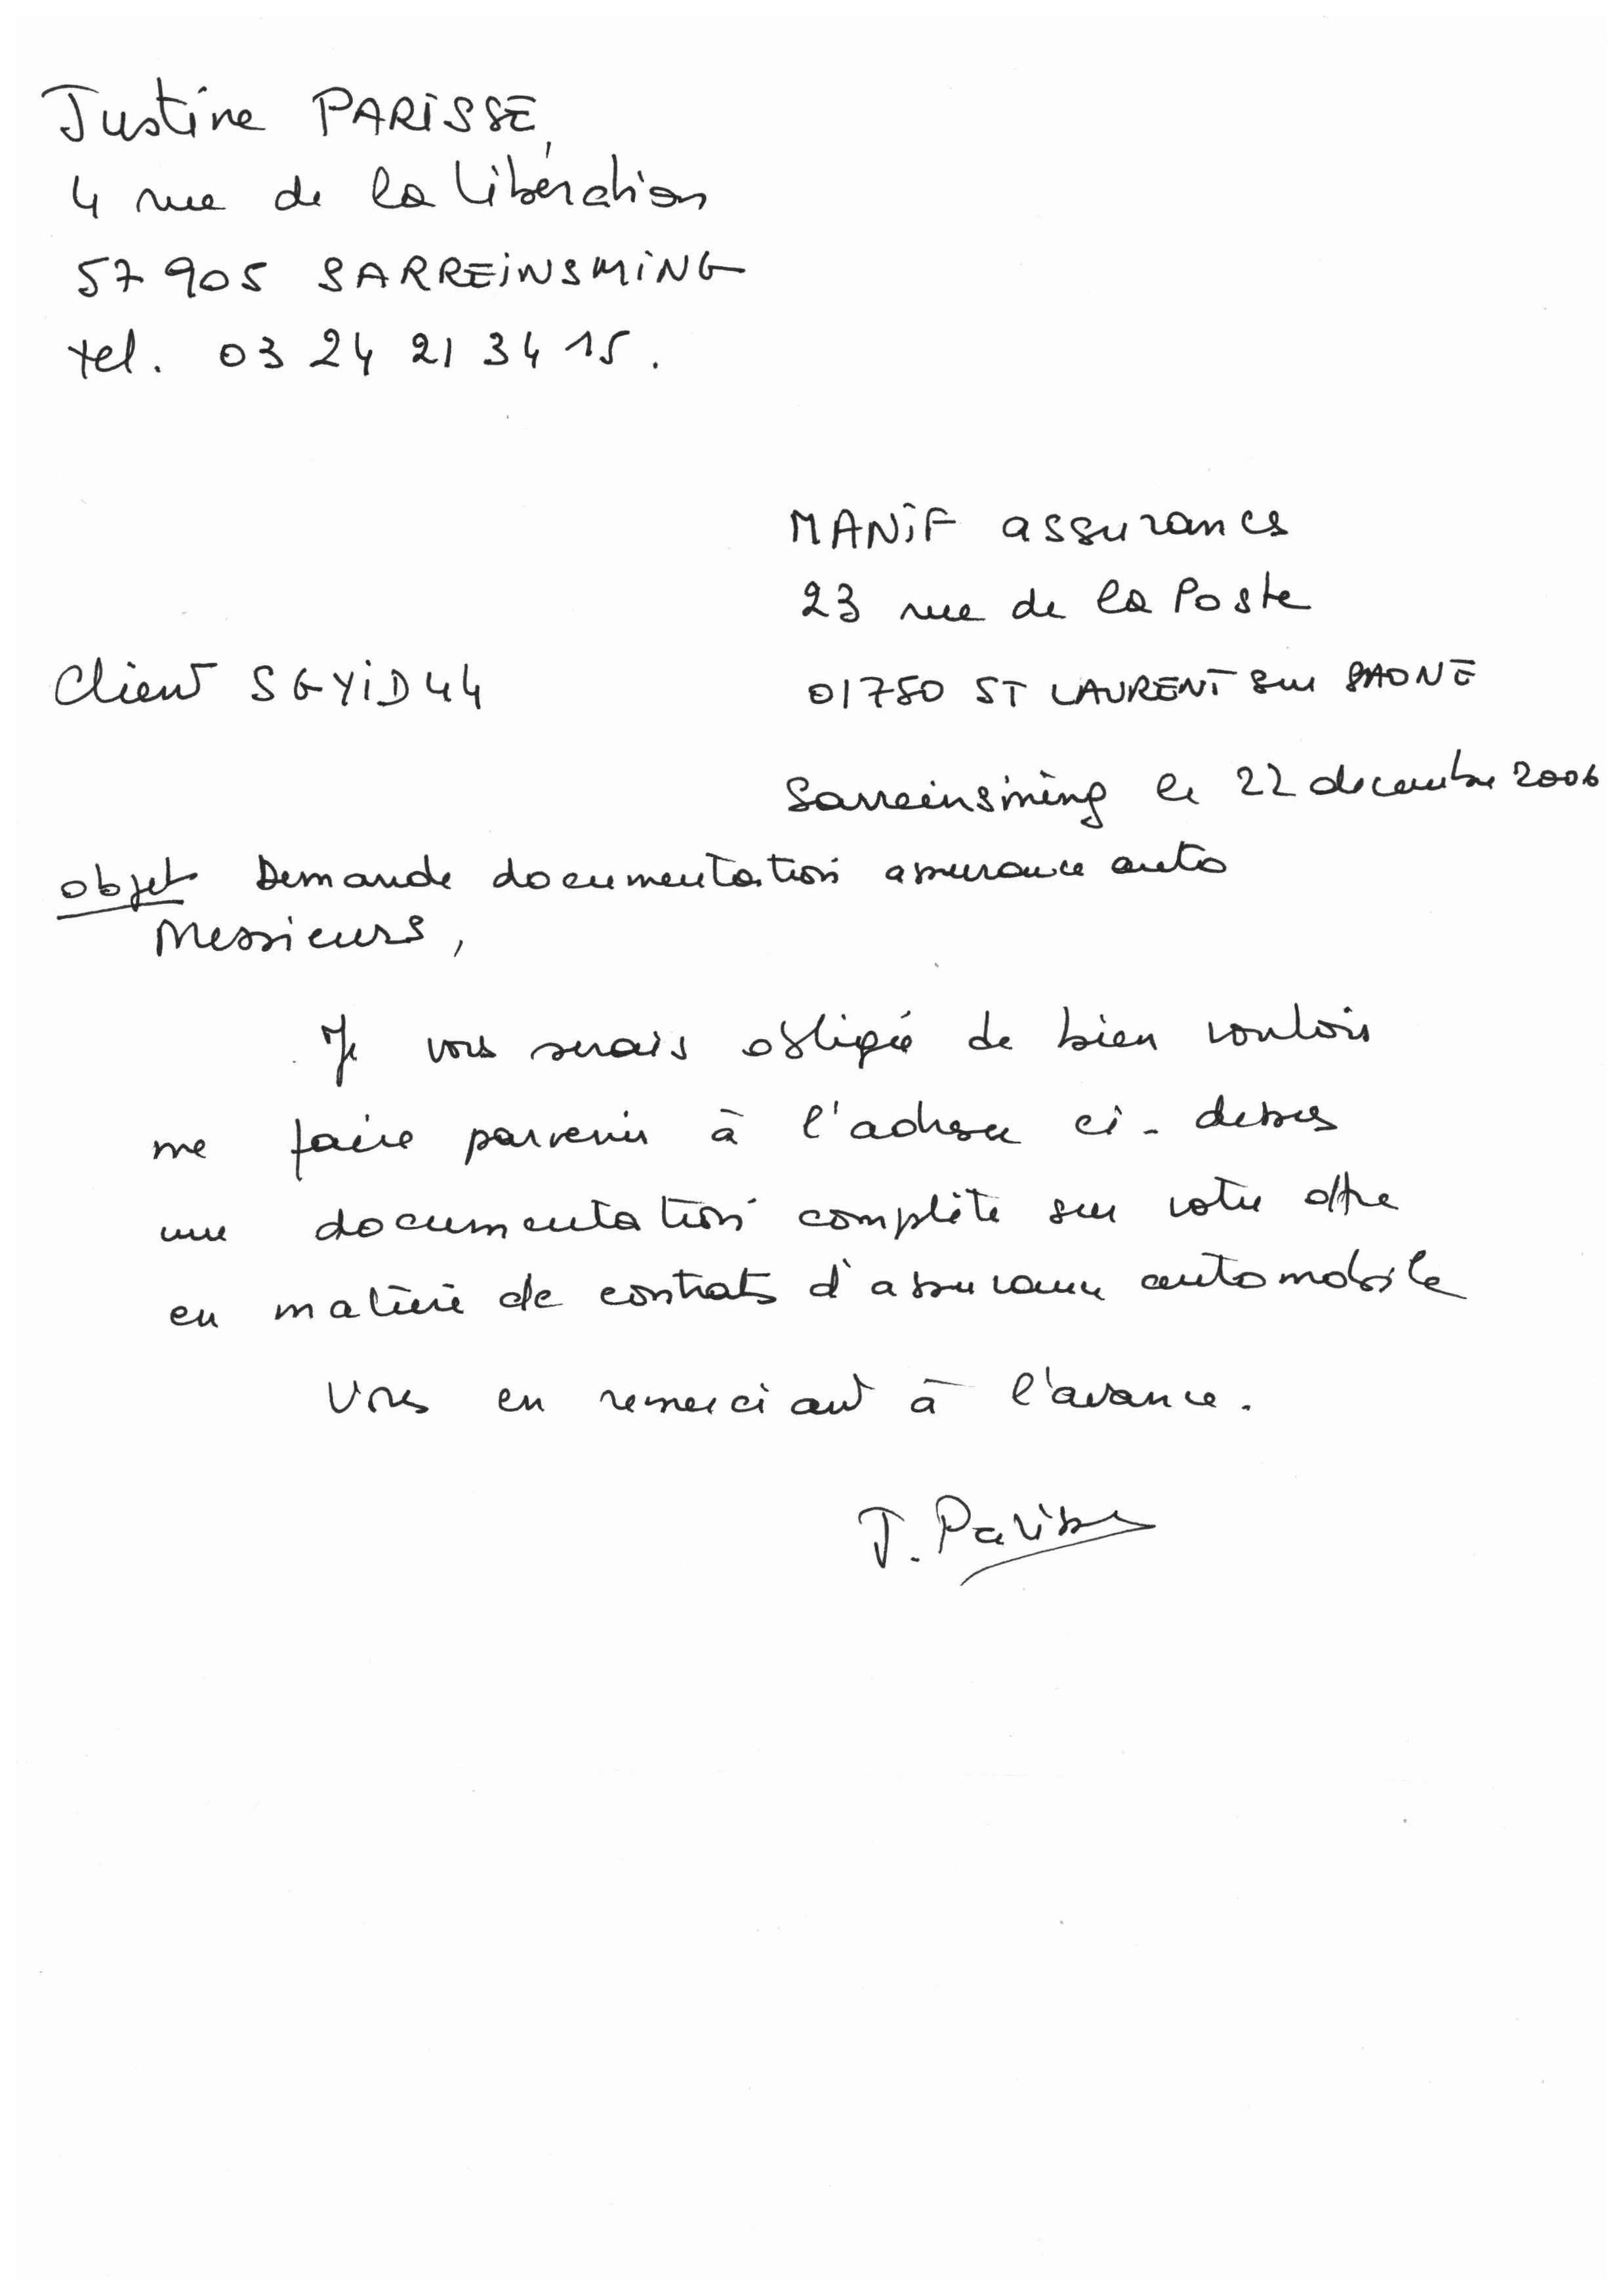 Justine PARISSE
4 rue de la Libération
57905 SARREINSMING
tel. 03 24 21 34 15.
MANIF assurances
23 rue de la Poste
Client SGYID44
01750 ST LAURENT sur SAONE
Sarreinsming le 22 decembre 2006
objet Demande documentation assurance auto
Messieurs,
Je vous serais obligée de bien vouloir
me faire parvenir à l'adresse ci-dessus
une documentation complète sur votre offre
en matière de contrats d'assurance automobile
Vous en remerciant à l'avance.
J. Parisse